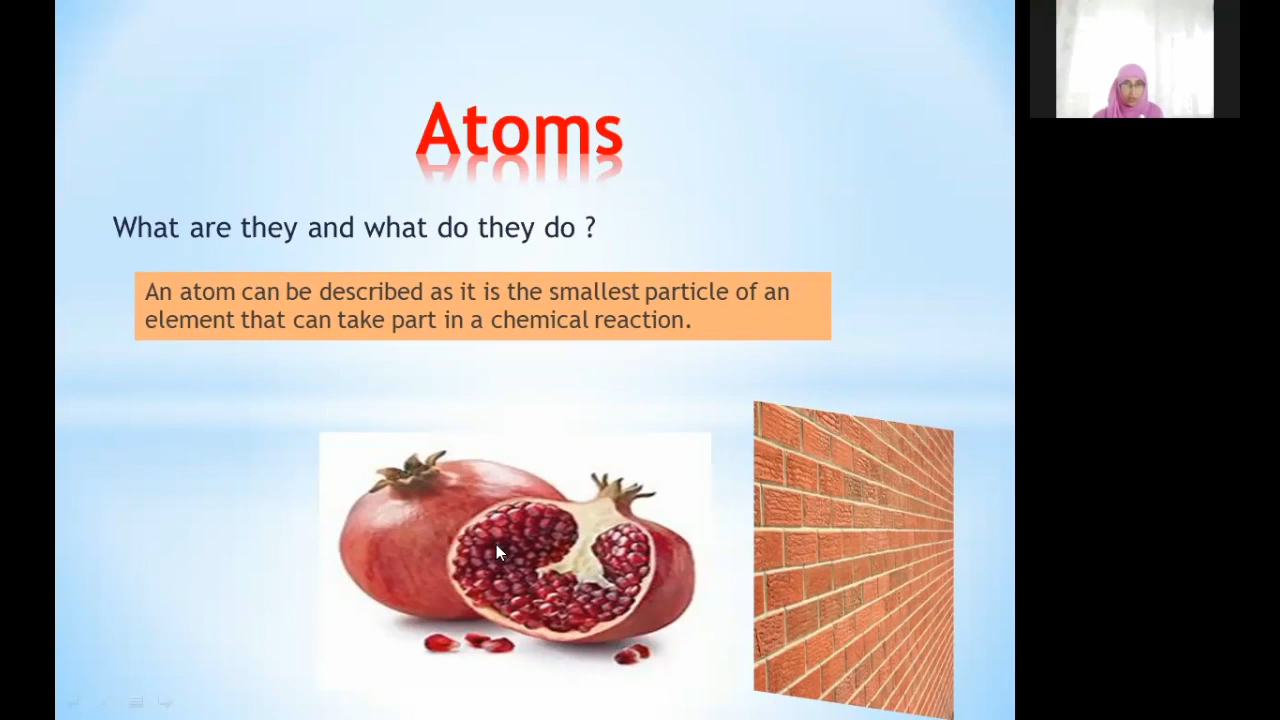 Atoms
What are they and what do they do ?
An atom can be described as it is the smallest particle of an
element that can take part in a chemical reaction.